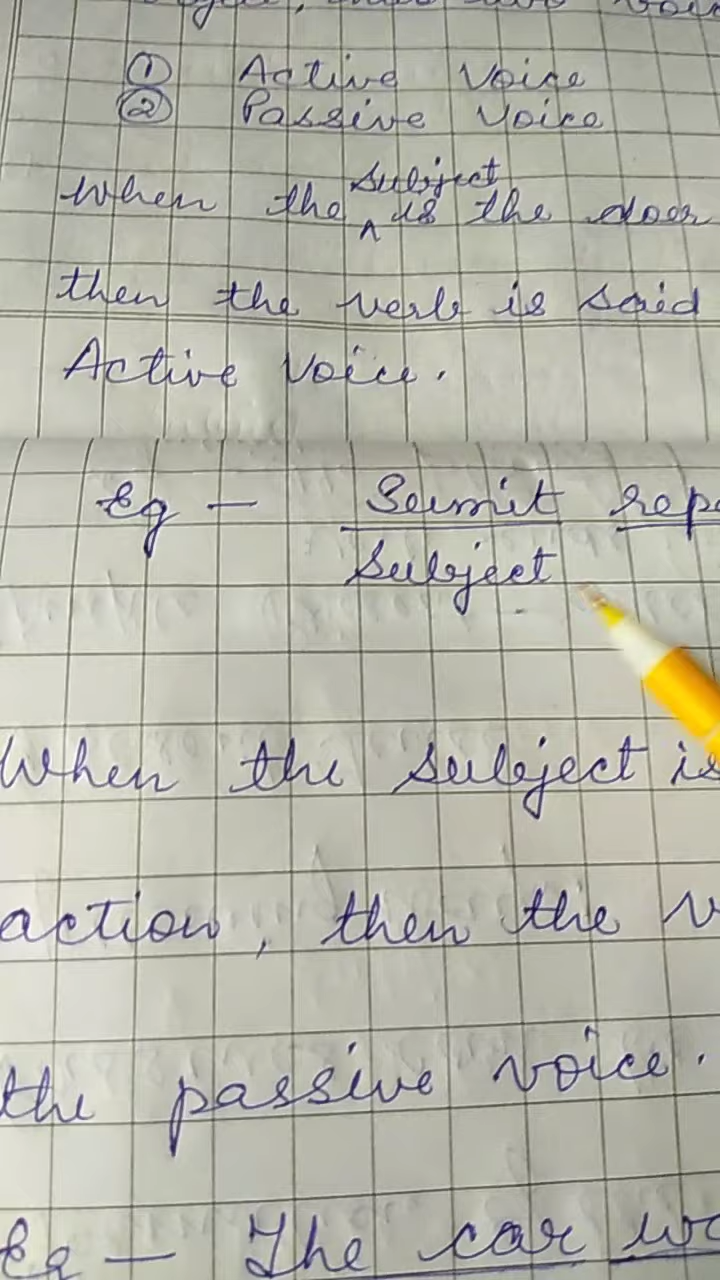 ① Active Voice
② Passive Voice
Subject
When the ^ is the doer
then the verb is said
Active Voice.
Eg - Sumit
Subject
When the subject is
action, then the
the passive voice.
Eg - The car